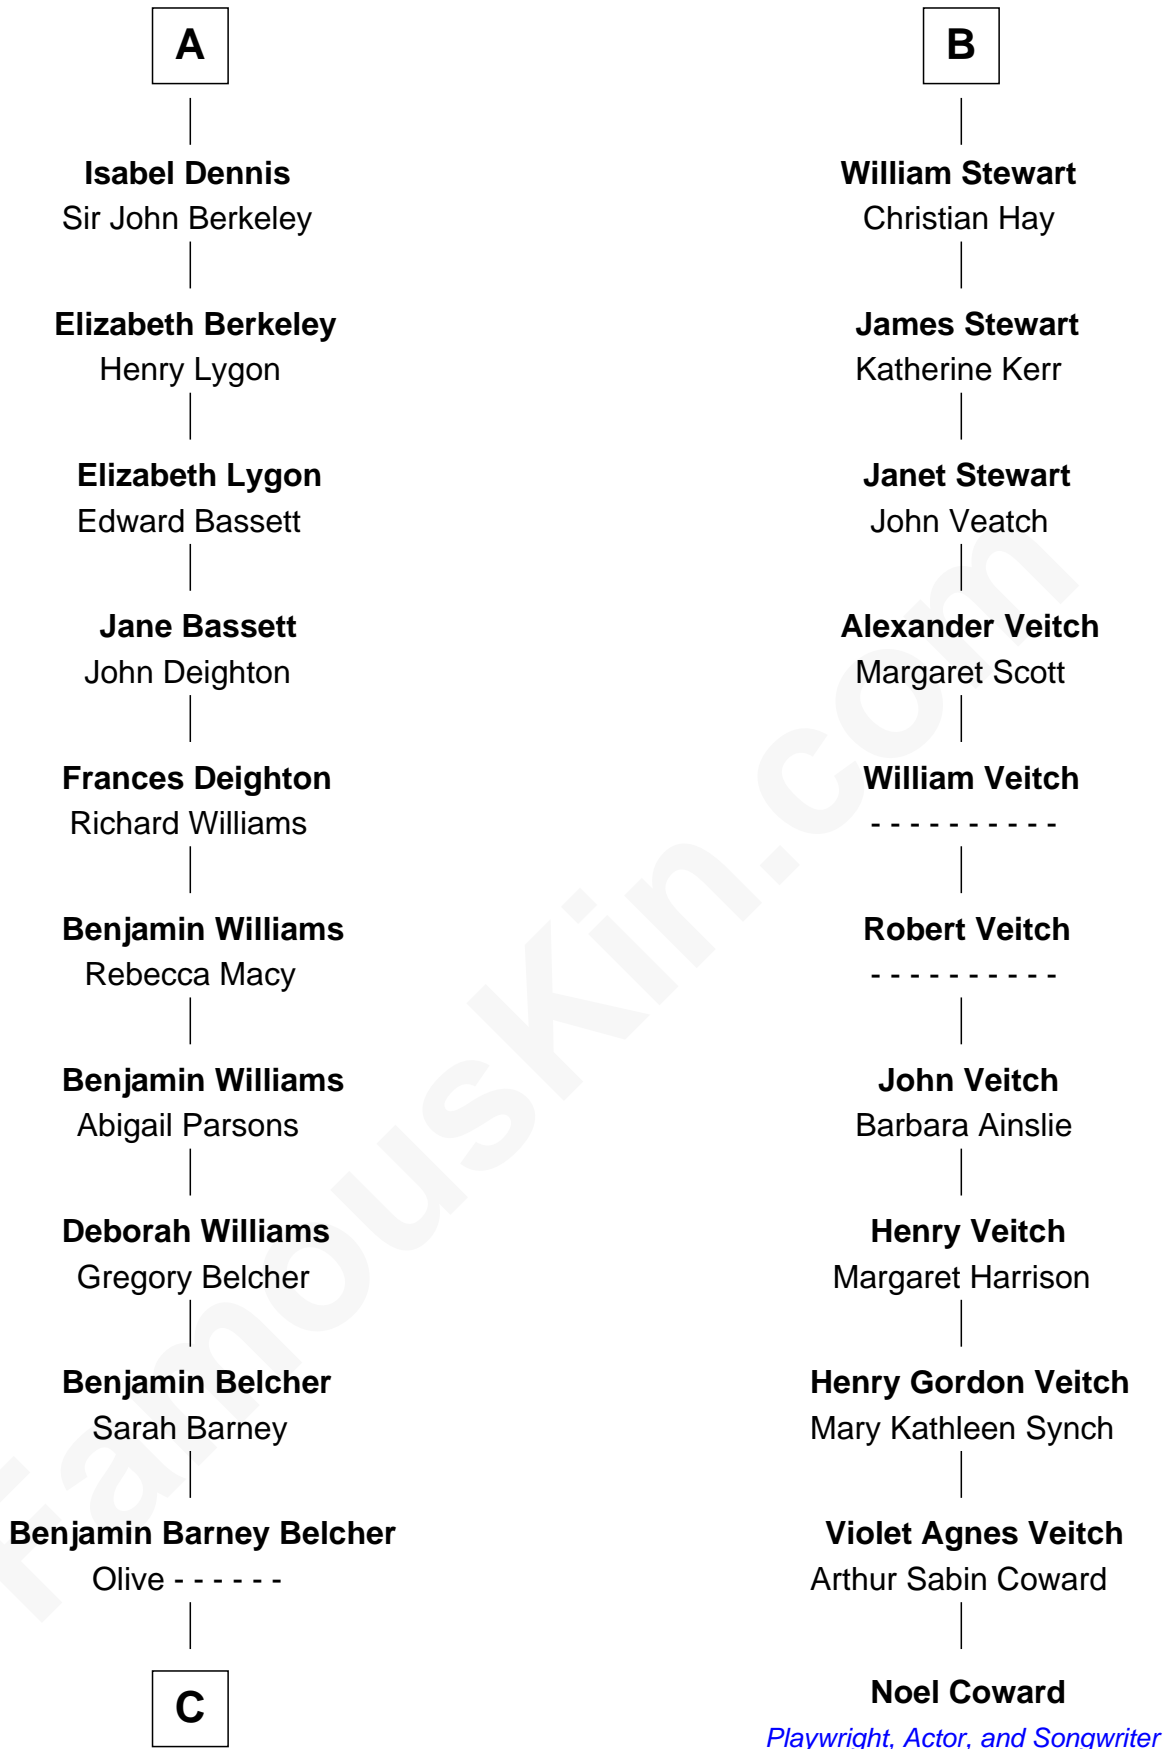 A
Isabel Dennis
Sir John Berkeley
Elizabeth Berkeley
Henry Lygon
Elizabeth Lygon
Edward Bassett
Jane Bassett
John Deighton
Frances Deighton
Richard Williams
Benjamin Williams
Rebecca Macy
Benjamin Williams
Abigail Parsons
Deborah Williams
Gregory Belcher
Benjamin Belcher
Sarah Barney
Benjamin Barney Belcher
Olive - - - - - -
C
B
William Stewart
Christian Hay
James Stewart
Katherine Kerr
Janet Stewart
John Veatch
Alexander Veitch
Margaret Scott
William Veitch
- - - - - - - - - -
Robert Veitch
- - - - - - - - - -
John Veitch
Barbara Ainslie
Henry Veitch
Margaret Harrison
Henry Gordon Veitch
Mary Kathleen Synch
Violet Agnes Veitch
Arthur Sabin Coward
Noel Coward
Playwright, Actor, and Songwriter
FamousKin.com